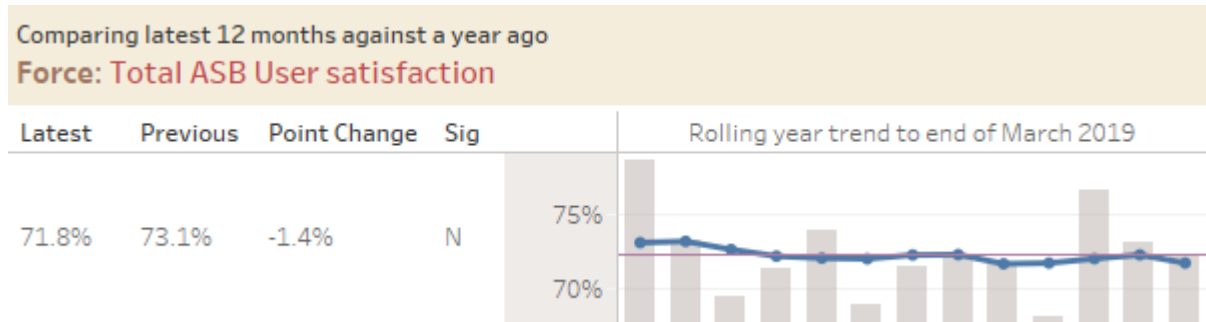 Comparing latest 12 months against a year ago
Force: Total ASB User satisfaction
Latest Previous Point Change Sig Rolling year trend to end of March 2019
75%
71.8% 73.1% -1.4% N
70%